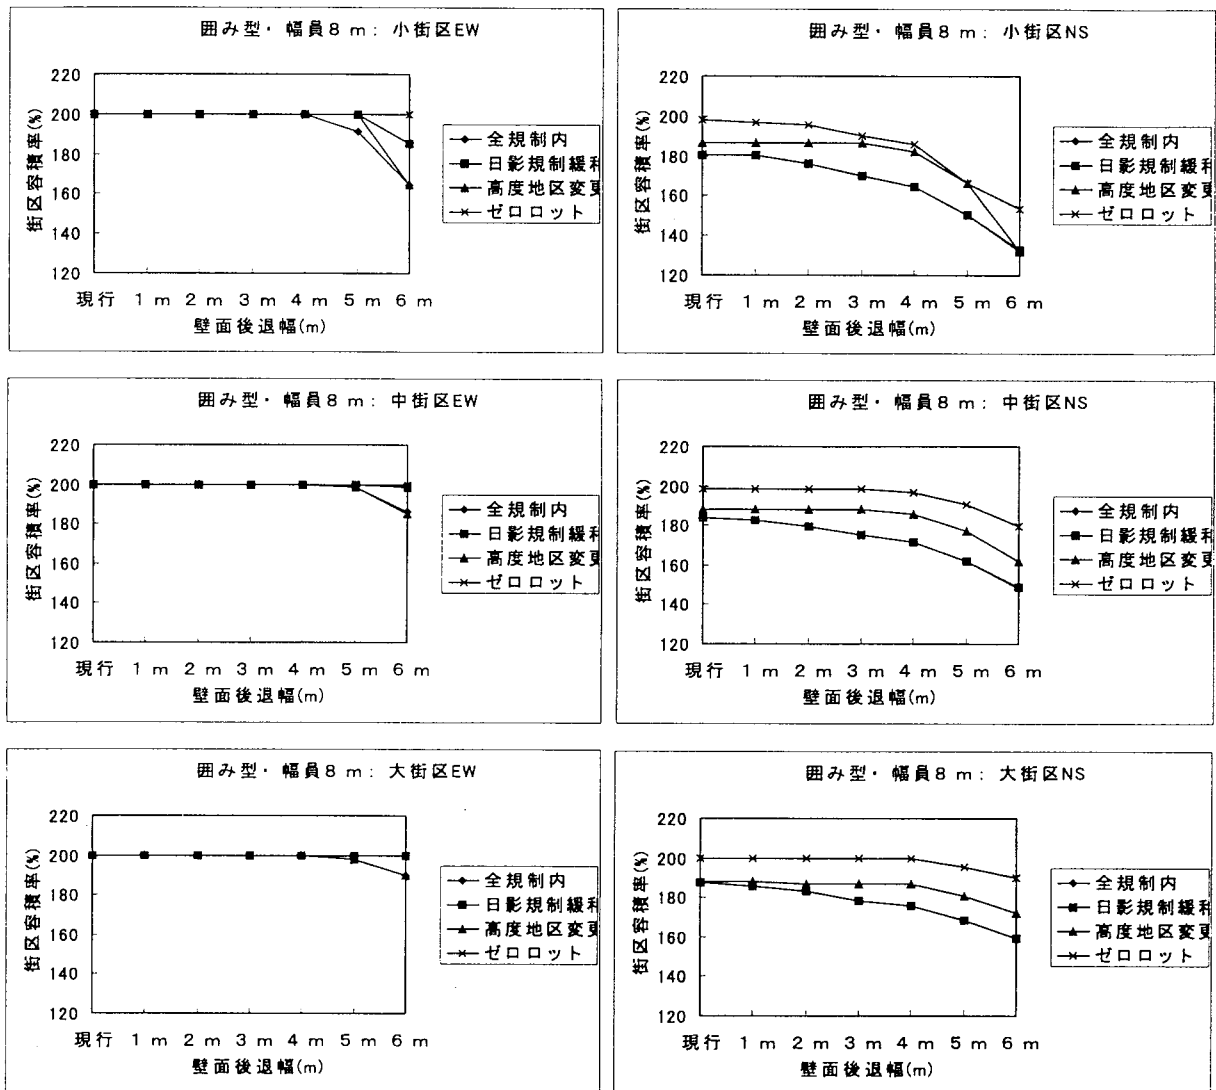 囲み型・幅員8m：小街区EW
220
200
180
160
140
120
街区容積率(%)
現行 1m 2m 3m 4m 5m 6m
壁面後退幅(m)
全規制内
日影規制緩和
高度地区変更
ゼロロット
囲み型・幅員8m：小街区NS
220
200
180
160
140
120
街区容積率(%)
現行 1m 2m 3m 4m 5m 6m
壁面後退幅(m)
全規制内
日影規制緩和
高度地区変更
ゼロロット
囲み型・幅員8m：中街区EW
220
200
180
160
140
120
街区容積率(%)
現行 1m 2m 3m 4m 5m 6m
壁面後退幅(m)
全規制内
日影規制緩和
高度地区変更
ゼロロット
囲み型・幅員8m：中街区NS
220
200
180
160
140
120
街区容積率(%)
現行 1m 2m 3m 4m 5m 6m
壁面後退幅(m)
全規制内
日影規制緩和
高度地区変更
ゼロロット
囲み型・幅員8m：大街区EW
220
200
180
160
140
120
街区容積率(%)
現行 1m 2m 3m 4m 5m 6m
壁面後退幅(m)
全規制内
日影規制緩和
高度地区変更
ゼロロット
囲み型・幅員8m：大街区NS
220
200
180
160
140
120
街区容積率(%)
現行 1m 2m 3m 4m 5m 6m
壁面後退幅(m)
全規制内
日影規制緩和
高度地区変更
ゼロロット